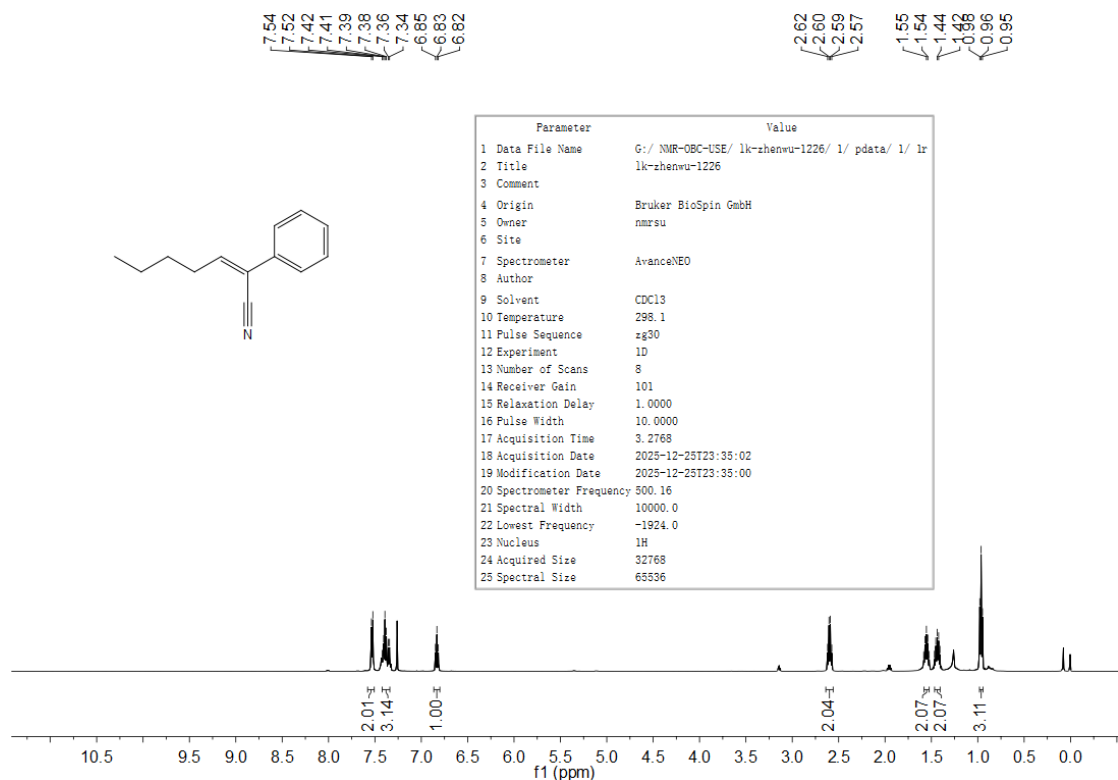 7.54
7.52
7.42
7.41
7.39
7.38
7.36
7.34
6.85
6.83
6.82
2.62
2.60
2.59
2.57
1.55
1.54
1.44
1.42
0.98
0.96
0.95
Parameter Value
1 Data File Name G:/ NMR-OBC-USE/ lk-zhenwu-1226/ 1/ pdata/ 1/ 1r
2 Title lk-zhenwu-1226
3 Comment
4 Origin Bruker BioSpin GmbH
5 Owner nmrsu
6 Site
7 Spectrometer AvanceNEO
8 Author
9 Solvent CDCl3
10 Temperature 298.1
11 Pulse Sequence zg30
12 Experiment 1D
13 Number of Scans 8
14 Receiver Gain 101
15 Relaxation Delay 1.0000
16 Pulse Width 10.0000
17 Acquisition Time 3.2768
18 Acquisition Date 2025-12-25T23:35:02
19 Modification Date 2025-12-25T23:35:00
20 Spectrometer Frequency 500.16
21 Spectral Width 10000.0
22 Lowest Frequency -1924.0
23 Nucleus 1H
24 Acquired Size 32768
25 Spectral Size 65536
N
2.01
3.14
1.00
2.04
2.07
2.07
3.11
10.5 9.5 9.0 8.5 8.0 7.5 7.0 6.5 6.0 5.5 5.0 4.5 4.0 3.5 3.0 2.5 2.0 1.5 1.0 0.5 0.0
f1 (ppm)